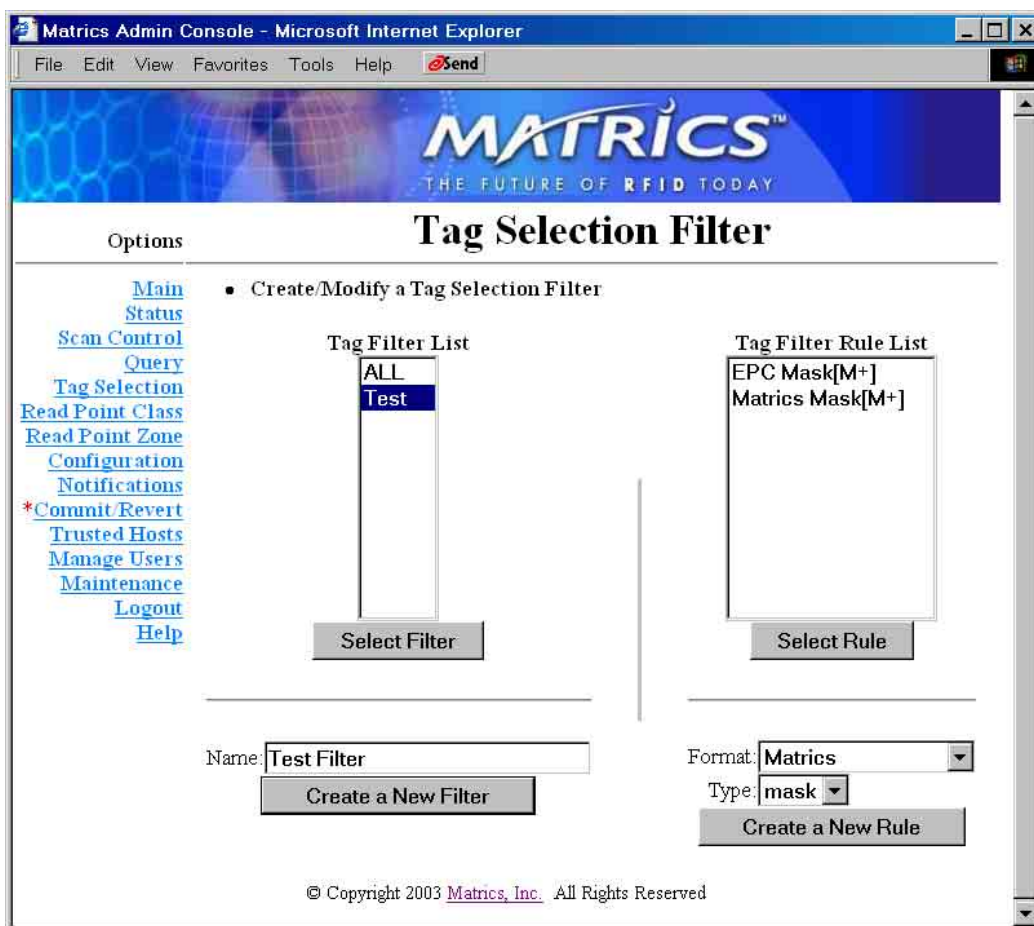 Matrics Admin Console - Microsoft Internet Explorer
File Edit View Favorites Tools Help eSend
MATRICS™
THE FUTURE OF RFID TODAY
Options
Tag Selection Filter
Main
Status
Scan Control
Query
Tag Selection
Read Point Class
Read Point Zone
Configuration
Notifications
*Commit/Revert
Trusted Hosts
Manage Users
Maintenance
Logout
Help
• Create/Modify a Tag Selection Filter
Tag Filter List
ALL
Test
Select Filter
Tag Filter Rule List
EPC Mask[M+]
Matrics Mask[M+]
Select Rule
Name: Test Filter
Create a New Filter
Format: Matrics
Type: mask
Create a New Rule
© Copyright 2003 Matrics, Inc. All Rights Reserved